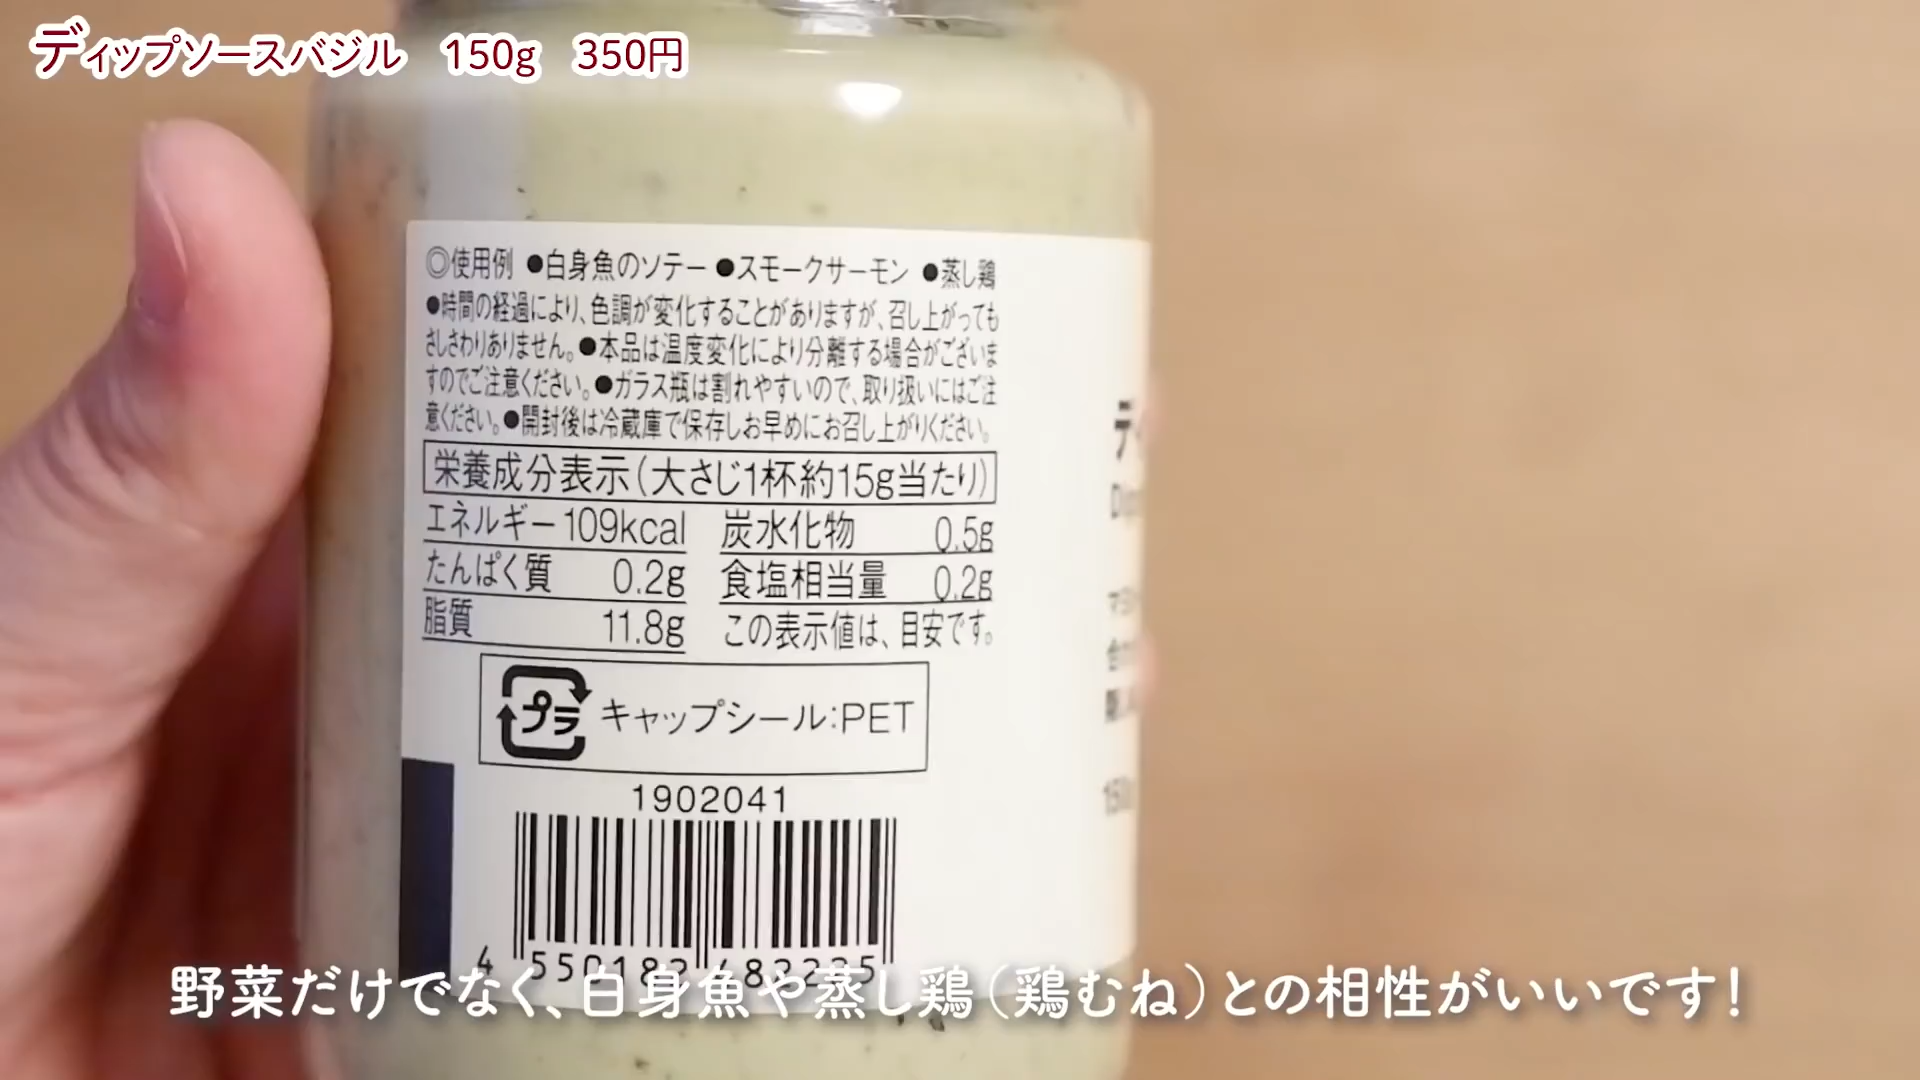 ディップソースバジル　150g　350円
◎使用例 ●白身魚のソテー ●スモークサーモン ●蒸し鶏
●時間の経過により、色調が変化することがありますが、召し上がっても
さしさわりありません。●本品は温度変化により分離する場合がございま
すのでご注意ください。●ガラス瓶は割れやすいので、取り扱いにはご注
意ください。●開封後は冷蔵庫で保存しお早めにお召し上がりください。
栄養成分表示(大さじ1杯約15g当たり)
エネルギー 109kcal 炭水化物 0.5g
たんぱく質 0.2g 食塩相当量 0.2g
脂質 11.8g この表示値は、目安です。
プラ キャップシール:PET
1902041
野菜だけでなく、白身魚や蒸し鶏(鶏むね)との相性がいいです!